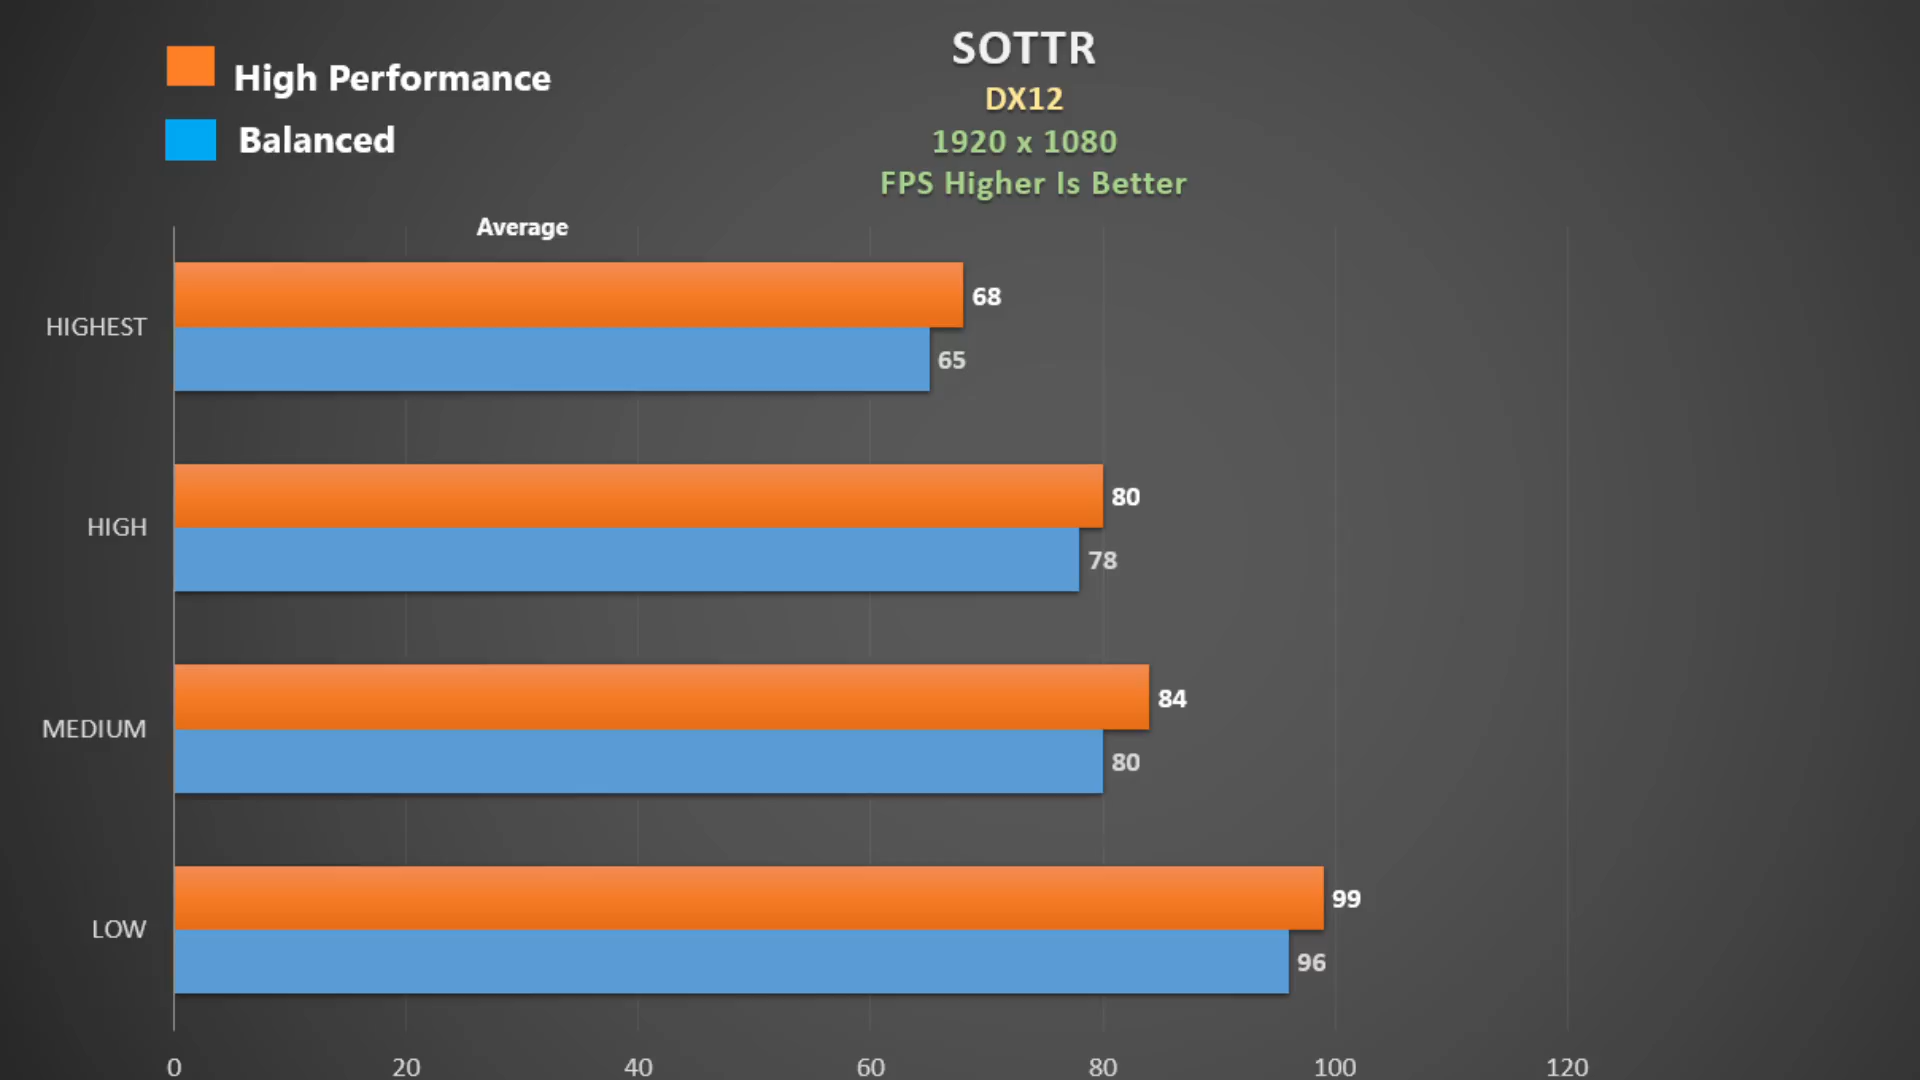 SOTTR
DX12
1920 x 1080
FPS Higher Is Better
High Performance
Balanced
Average
HIGHEST
68
65
HIGH
80
78
MEDIUM
84
80
LOW
99
96
0 20 40 60 80 100 120